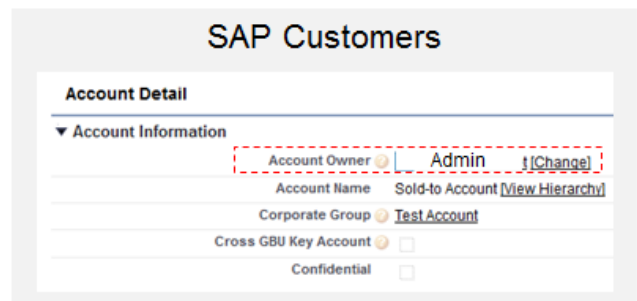 SAP Customers
Account Detail
Account Information
Account Owner Admin t [Change]
Account Name Sold-to Account [View Hierarchy]
Corporate Group Test Account
Cross GBU Key Account
Confidential